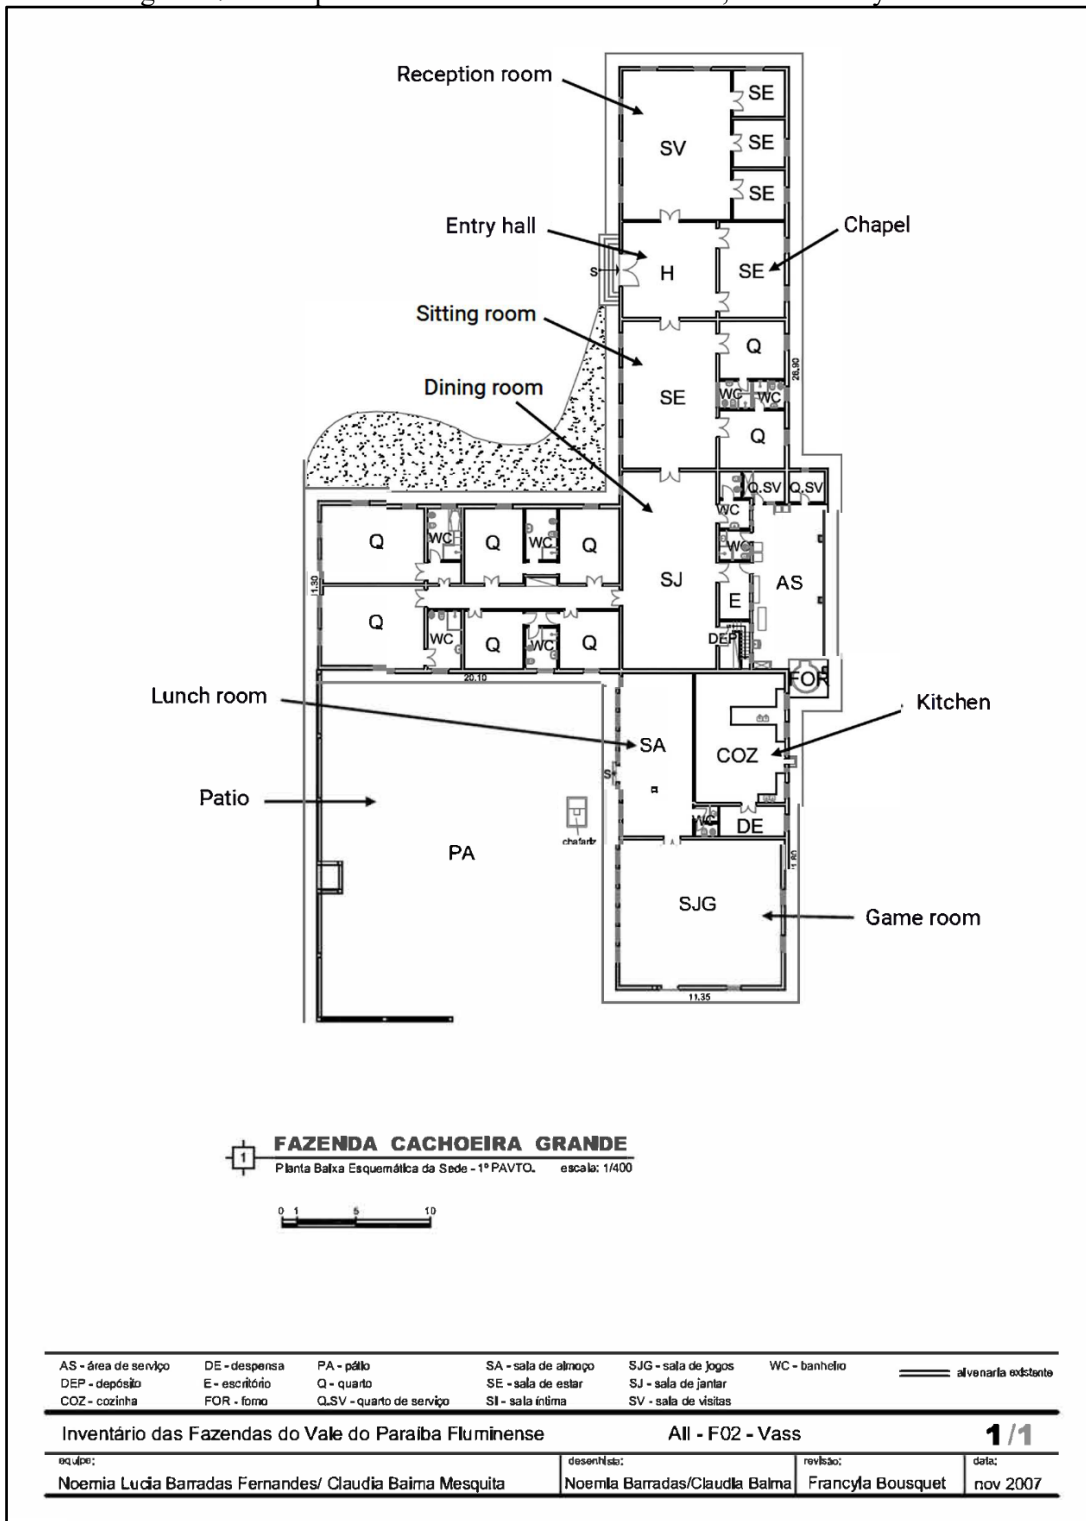 Reception room
SE
SV
SE
SE
Entry hall
Chapel
S
H
SE
Sitting room
Q
26,90
Dining room
SE
WC
WC
Q
Q.SV
Q.SV
WC
Q
WC
Q
WC
Q
WC
1,30
SJ
AS
E
Q
WC
Q
WC
Q
DEP
20,10
FOR
Lunch room
Kitchen
SA
COZ
S
Patio
chafariz
WC
DE
PA
1,80
SJG
Game room
11,35
1
FAZENDA CACHOEIRA GRANDE
Planta Baixa Esquemática da Sede - 1º PAVTO. escala: 1/400
0 1 5 10
AS - área de serviço DE - despensa PA - pátio SA - sala de almoço SJG - sala de jogos WC - banheiro alvenaria existente
DEP - depósito E - escritório Q - quarto SE - sala de estar SJ - sala de jantar
COZ - cozinha FOR - forno Q.SV - quarto de serviço SI - sala íntima SV - sala de visitas
Inventário das Fazendas do Vale do Paraíba Fluminense AII - F02 - Vass 1/1
equipe: desenhista: revisão: data:
Noemia Lucia Barradas Fernandes/ Claudia Baima Mesquita Noemia Barradas/Claudia Baima Francyla Bousquet nov 2007